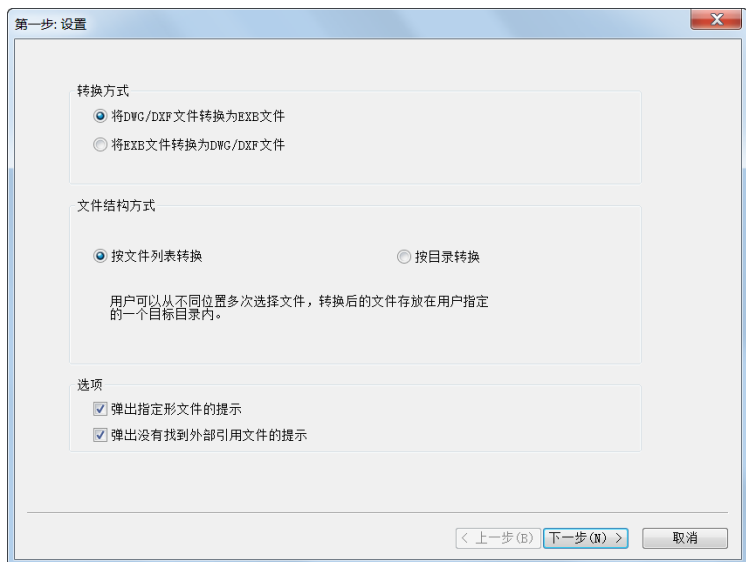 第一步: 设置
转换方式
将DWG/DXF文件转换为EXB文件
将EXB文件转换为DWG/DXF文件
文件结构方式
按文件列表转换
按目录转换
用户可以从不同位置多次选择文件，转换后的文件存放在用户指定
的一个目标目录内。
选项
弹出指定形文件的提示
弹出没有找到外部引用文件的提示
< 上一步(B) 下一步(N) > 取消